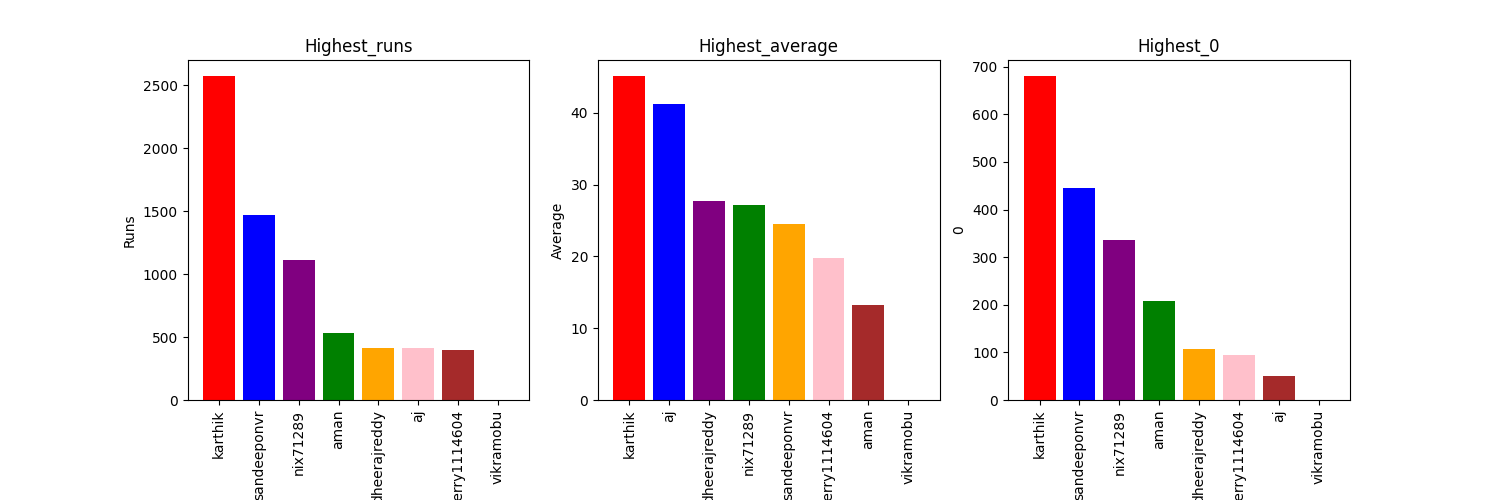 Highest_runs
Runs
2500
2000
1500
1000
500
0
karthik
sandeeponvr
nix71289
aman
dheerajreddy
aj
erry1114604
vikramobu
Highest_average
Average
40
30
20
10
0
karthik
aj
dheerajreddy
nix71289
sandeeponvr
erry1114604
aman
vikramobu
Highest_0
0
700
600
500
400
300
200
100
0
karthik
sandeeponvr
nix71289
aman
dheerajreddy
erry1114604
aj
vikramobu